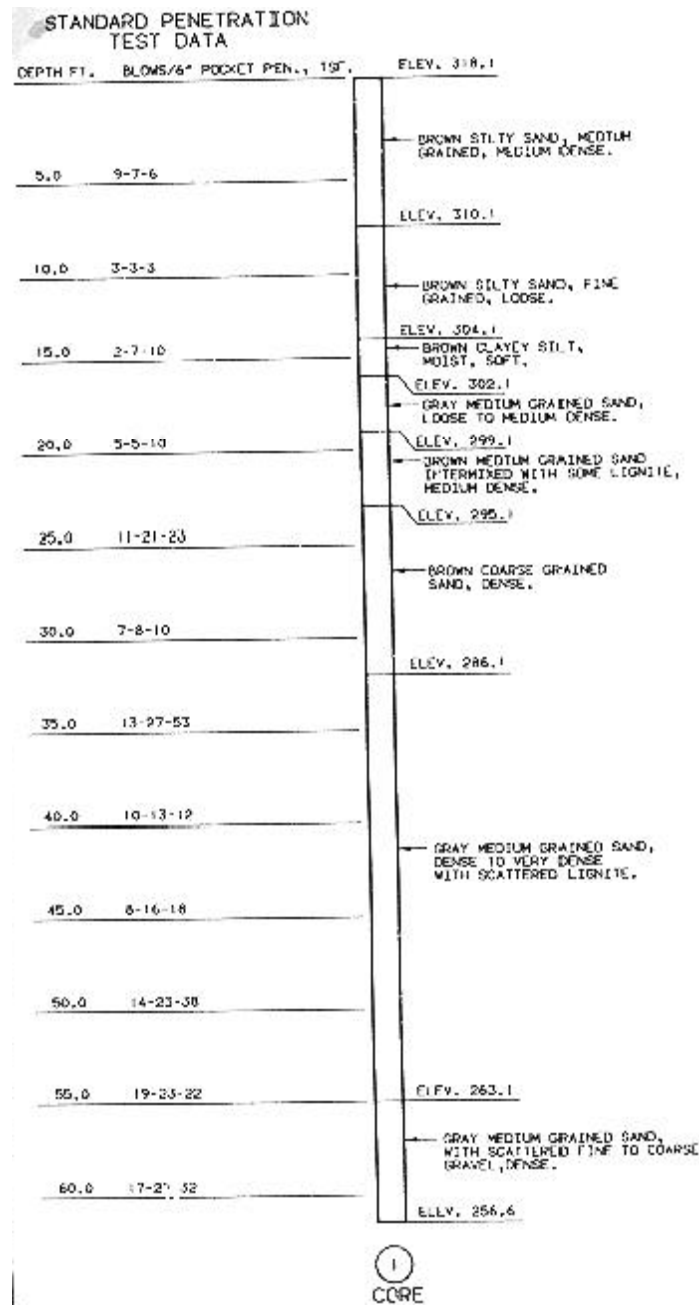 STANDARD PENETRATION
TEST DATA
DEPTH FT. BLOWS/6" POCKET PEN., TSF. ELEV. 318.1
BROWN SILTY SAND, MEDIUM
GRAINED, MEDIUM DENSE.
5.0 9-7-6
ELEV. 310.1
10.0 3-3-3
BROWN SILTY SAND, FINE
GRAINED, LOOSE.
ELEV. 304.1
15.0 2-7-10
BROWN CLAYEY SILT,
MOIST, SOFT.
ELEV. 302.1
GRAY MEDIUM GRAINED SAND,
LOOSE TO MEDIUM DENSE.
ELEV. 299.1
20.0 5-5-10
BROWN MEDIUM GRAINED SAND
INTERMIXED WITH SOME LIGNITE,
MEDIUM DENSE.
ELEV. 295.1
25.0 11-21-23
BROWN COARSE GRAINED
SAND, DENSE.
30.0 7-8-10
ELEV. 286.1
35.0 13-27-53
40.0 10-13-12
GRAY MEDIUM GRAINED SAND,
DENSE TO VERY DENSE
WITH SCATTERED LIGNITE.
45.0 8-16-18
50.0 14-23-38
55.0 19-23-22
ELEV. 263.1
GRAY MEDIUM GRAINED SAND,
WITH SCATTERED FINE TO COARSE
GRAVEL, DENSE.
60.0
ELEV. 256.6
1
CORE